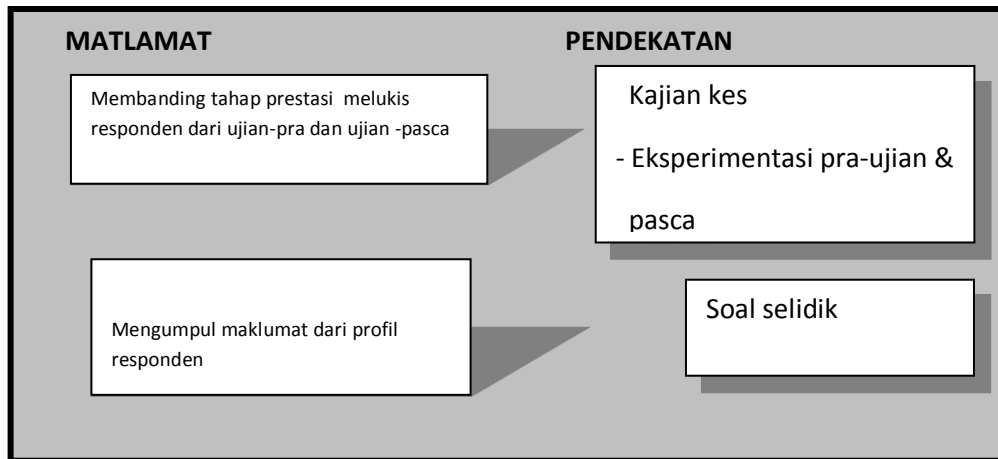 MATLAMAT
PENDEKATAN
Membanding tahap prestasi melukis
responden dari ujian-pra dan ujian -pasca
Kajian kes
- Eksperimentasi pra-ujian &
pasca
Mengumpul maklumat dari profil
responden
Soal selidik